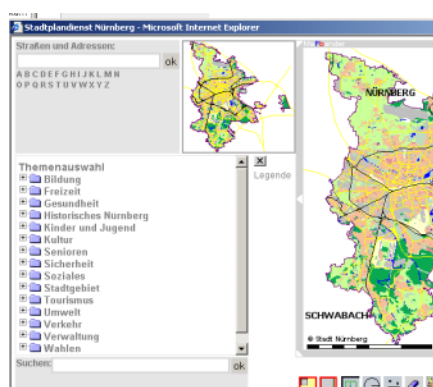 Stadtplandienst Nürnberg - Microsoft Internet Explorer
Straßen und Adressen:
ok
A B C D E F G H I J K L M N
O P Q R S T U V W X Y Z
Themenauswahl
Bildung
Freizeit
Gesundheit
Historisches Nürnberg
Kinder und Jugend
Kultur
Senioren
Sicherheit
Soziales
Stadtgebiet
Tourismus
Umwelt
Verkehr
Verwaltung
Wahlen
Suchen:
ok
Legende
NÜRNBERG
SCHWABACH
© Stadt Nürnberg